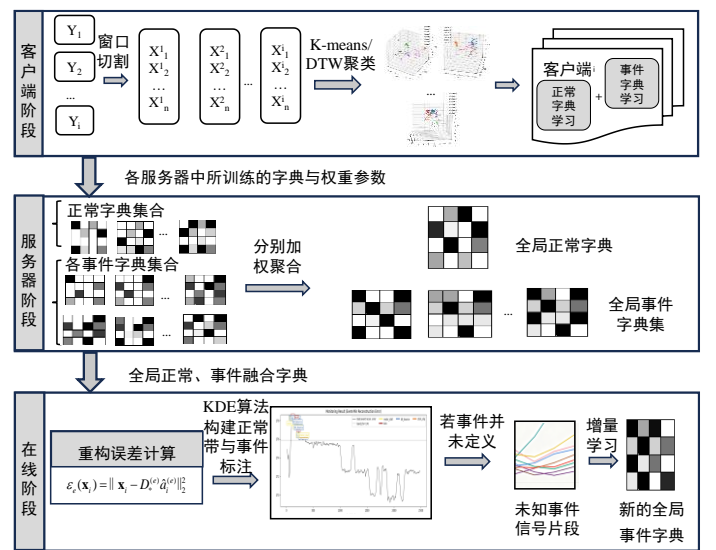 客户端阶段
Y1
Y2
...
Yi
窗口
切割
X¹1
X¹2
…
X¹n
X²1
X²2
…
X²n
...
Xⁱ1
Xⁱ2
…
Xⁱn
K-means/
DTW聚类
...
客户端i
正常
字典
学习
+
事件
字典
学习
各服务器中所训练的字典与权重参数
服务器阶段
正常字典集合
...
各事件字典集合
...
...
分别加
权聚合
全局正常字典
...
全局事件
字典集
全局正常、事件融合字典
在线阶段
重构误差计算
εe(xi)=|| xi − D*(e)âi(e)||₂²
KDE算法
构建正常
带与事件
标注
若事件并
未定义
未知事件
信号片段
增量
学习
新的全局
事件字典